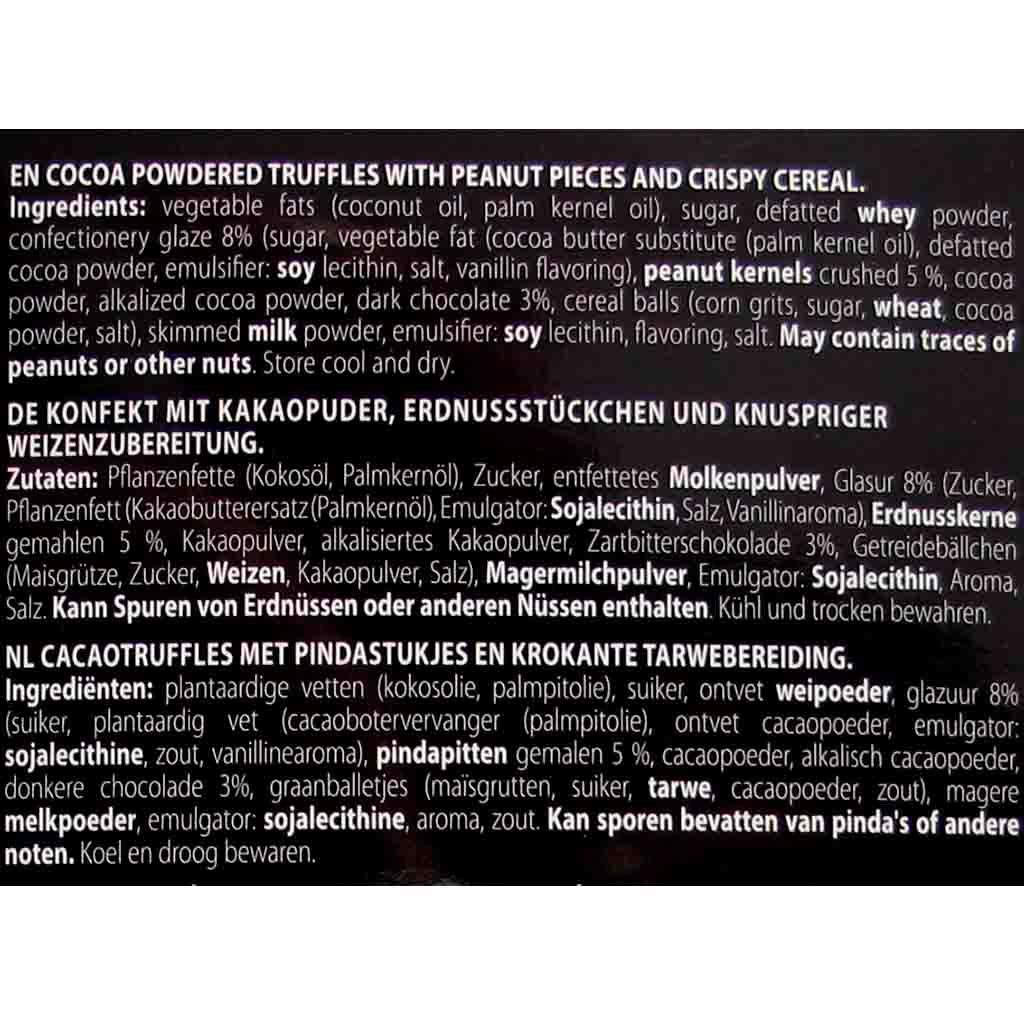 EN COCOA POWDERED TRUFFLES WITH PEANUT PIECES AND CRISPY CEREAL.
Ingredients: vegetable fats (coconut oil, palm kernel oil), sugar, defatted whey powder,
confectionery glaze 8% (sugar, vegetable fat (cocoa butter substitute (palm kernel oil), defatted
cocoa powder, emulsifier: soy lecithin, salt, vanillin flavoring), peanut kernels crushed 5 %, cocoa
powder, alkalized cocoa powder, dark chocolate 3%, cereal balls (corn grits, sugar, wheat, cocoa
powder, salt), skimmed milk powder, emulsifier: soy lecithin, flavoring, salt. May contain traces of
peanuts or other nuts. Store cool and dry.
DE KONFEKT MIT KAKAOPUDER, ERDNUSSSTÜCKCHEN UND KNUSPRIGER
WEIZENZUBEREITUNG.
Zutaten: Pflanzenfette (Kokosöl, Palmkernöl), Zucker, entfettetes Molkenpulver, Glasur 8% (Zucker,
Pflanzenfett (Kakaobutterersatz (Palmkernöl), Emulgator: Sojalecithin, Salz, Vanillinaroma), Erdnusskerne
gemahlen 5 %, Kakaopulver, alkalisiertes Kakaopulver, Zartbitterschokolade 3%, Getreidebällchen
(Maisgrütze, Zucker, Weizen, Kakaopulver, Salz), Magermilchpulver, Emulgator: Sojalecithin, Aroma,
Salz. Kann Spuren von Erdnüssen oder anderen Nüssen enthalten. Kühl und trocken bewahren.
NL CACAOTRUFFLES MET PINDASTUKJES EN KROKANTE TARWEBEREIDING.
Ingrediënten: plantaardige vetten (kokosolie, palmpitolie), suiker, ontvet weipoeder, glazuur 8%
(suiker, plantaardig vet (cacaobotervervanger (palmpitolie), ontvet cacaopoeder, emulgator:
sojalecithine, zout, vanillinearoma), pindapitten gemalen 5 %, cacaopoeder, alkalisch cacaopoeder,
donkere chocolade 3%, graanballetjes (maïsgrutten, suiker, tarwe, cacaopoeder, zout), magere
melkpoeder, emulgator: sojalecithine, aroma, zout. Kan sporen bevatten van pinda's of andere
noten. Koel en droog bewaren.